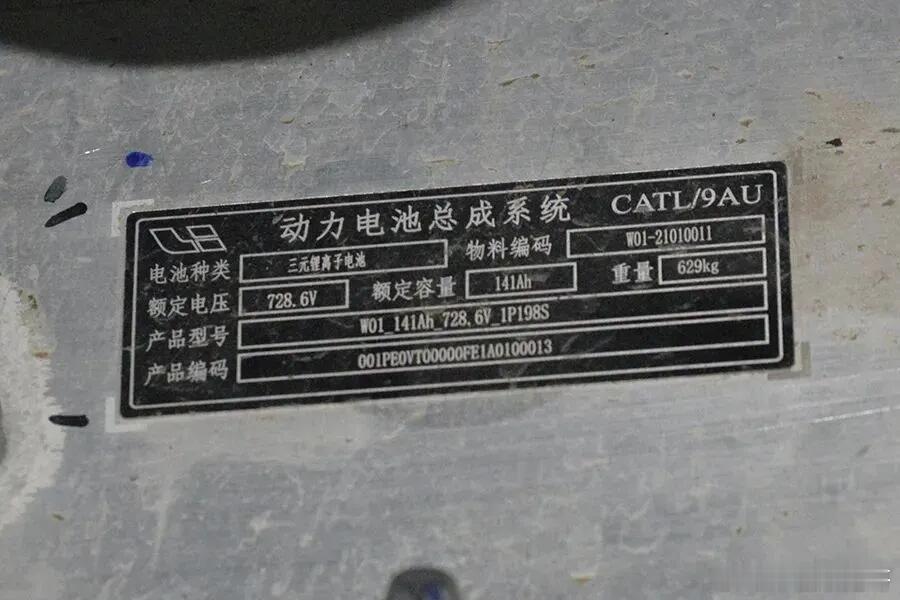 动力电池总成系统 CATL/9AU
电池种类 三元锂离子电池 物料编码 W01-21010011
额定电压 728.6V 额定容量 141Ah 重量 629kg
产品型号 W01_141Ah_728.6V_1P198S
产品编码 001PE0VT00000FE1A0100013